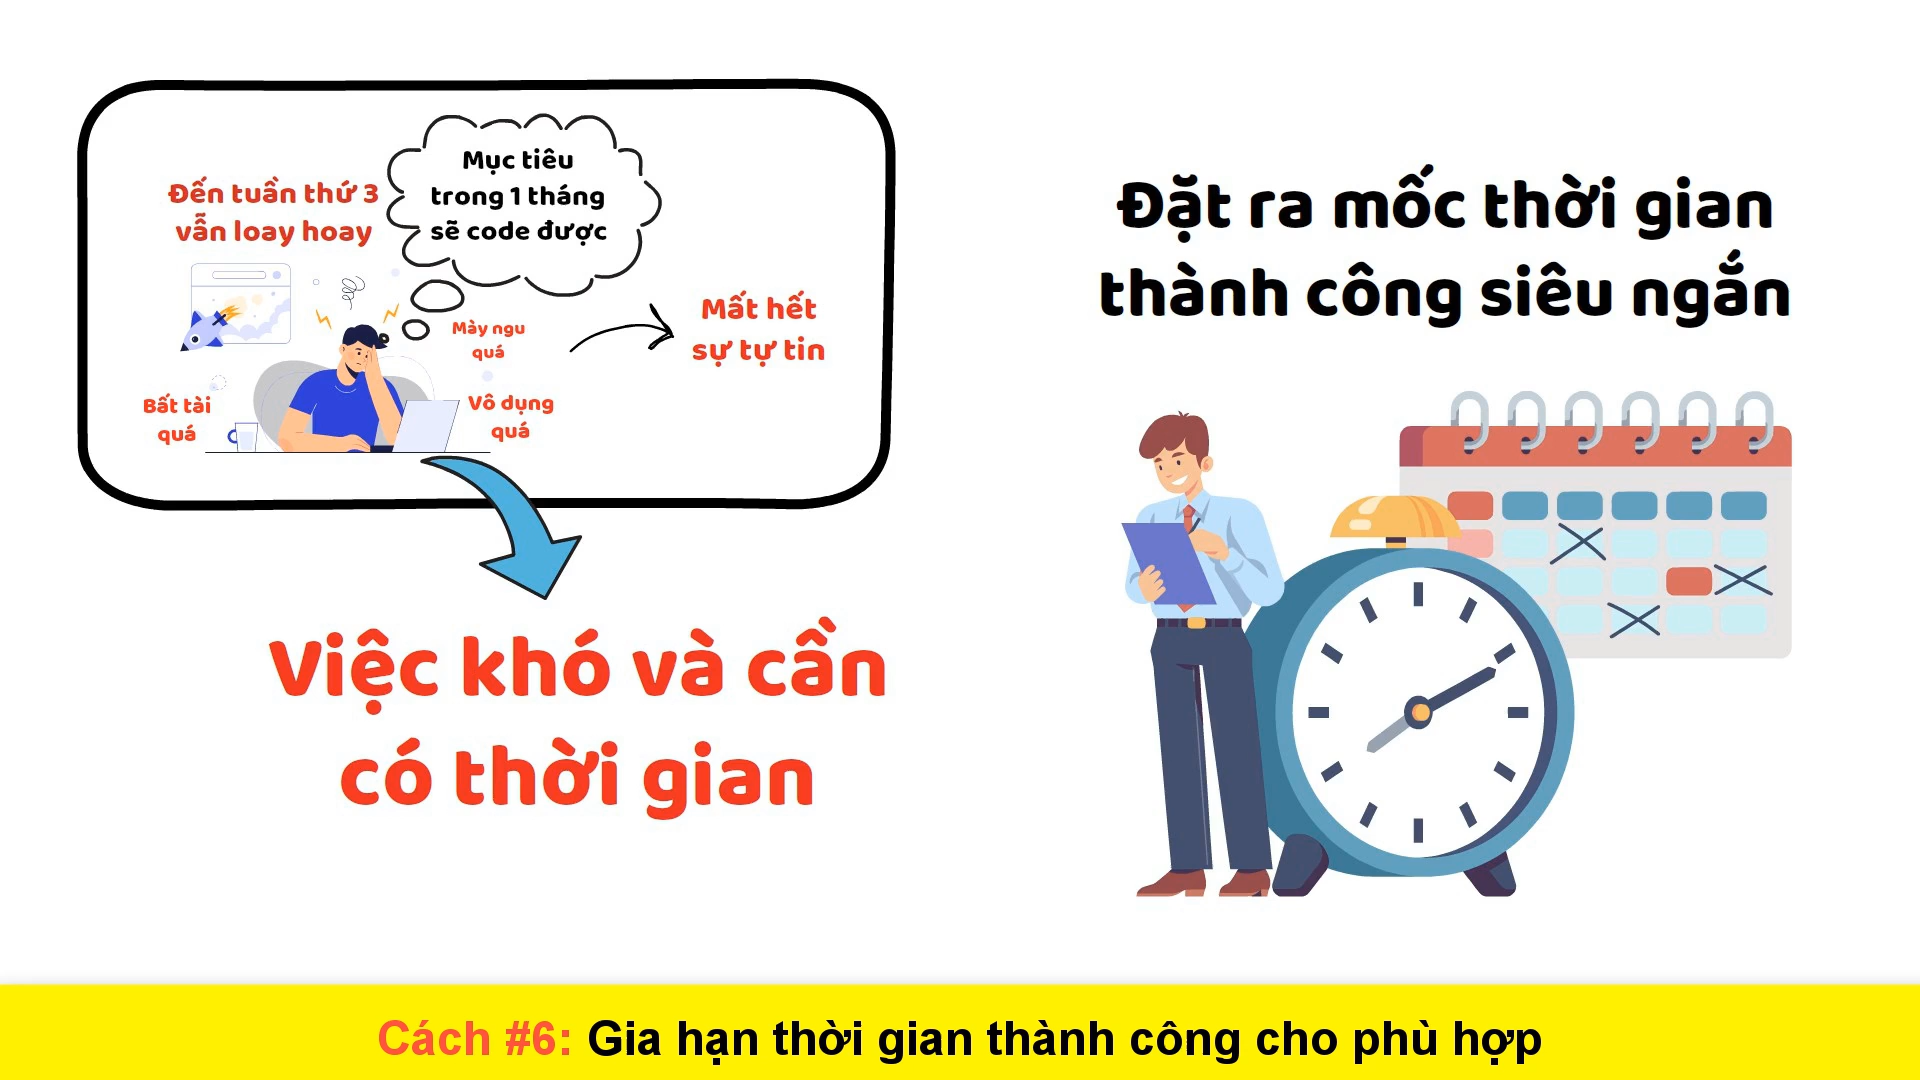 Đến tuần thứ 3
vẫn loay hoay
Mục tiêu
trong 1 tháng
sẽ code được
Mày ngu
quá
Bất tài
quá
Vô dụng
quá
Mất hết
sự tự tin
Việc khó và cần
có thời gian
Đặt ra mốc thời gian
thành công siêu ngắn
Cách #6: Gia hạn thời gian thành công cho phù hợp